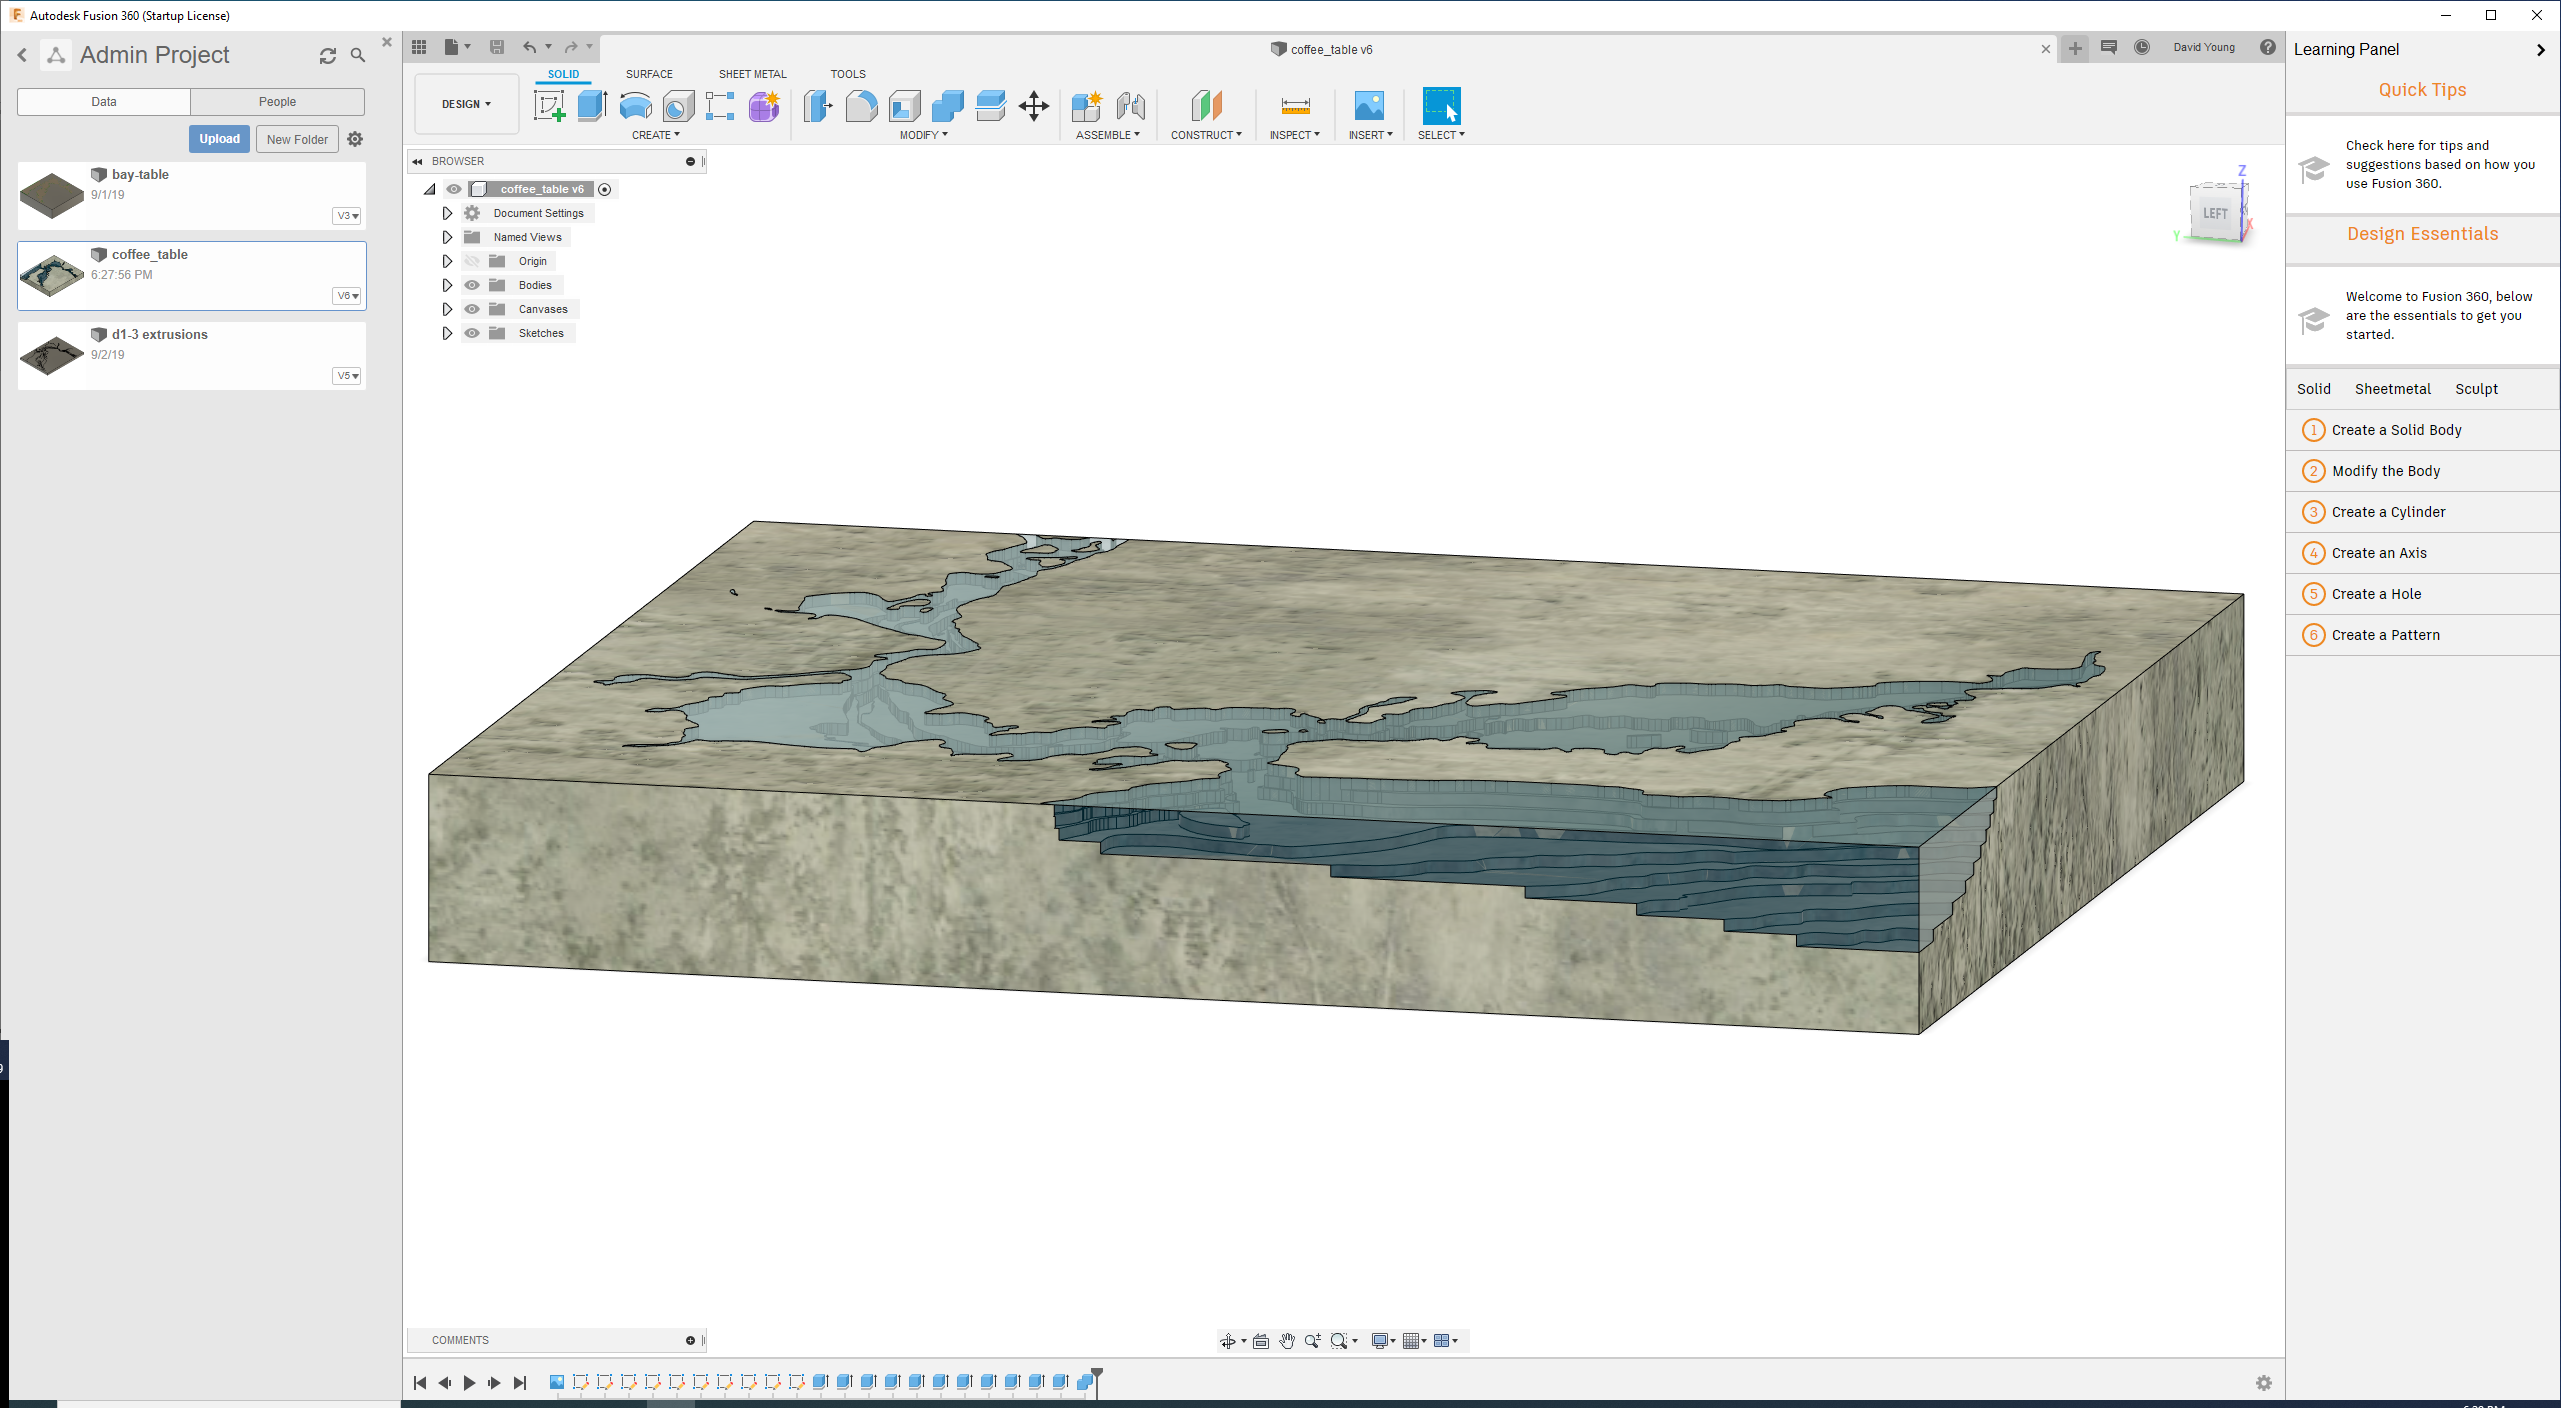 Autodesk Fusion 360 (Startup License)
Admin Project
Data
People
Upload
New Folder
bay-table
9/1/19
V3
coffee_table
6:27:56 PM
V6
d1-3 extrusions
9/2/19
V5
coffee_table v6
David Young
DESIGN
SOLID
SURFACE
SHEET METAL
TOOLS
CREATE
MODIFY
ASSEMBLE
CONSTRUCT
INSPECT
INSERT
SELECT
BROWSER
coffee_table v6
Document Settings
Named Views
Origin
Bodies
Canvases
Sketches
Z
LEFT
Y
X
COMMENTS
Learning Panel
Quick Tips
Check here for tips and
suggestions based on how you
use Fusion 360.
Design Essentials
Welcome to Fusion 360, below
are the essentials to get you
started.
Solid
Sheetmetal
Sculpt
1 Create a Solid Body
2 Modify the Body
3 Create a Cylinder
4 Create an Axis
5 Create a Hole
6 Create a Pattern